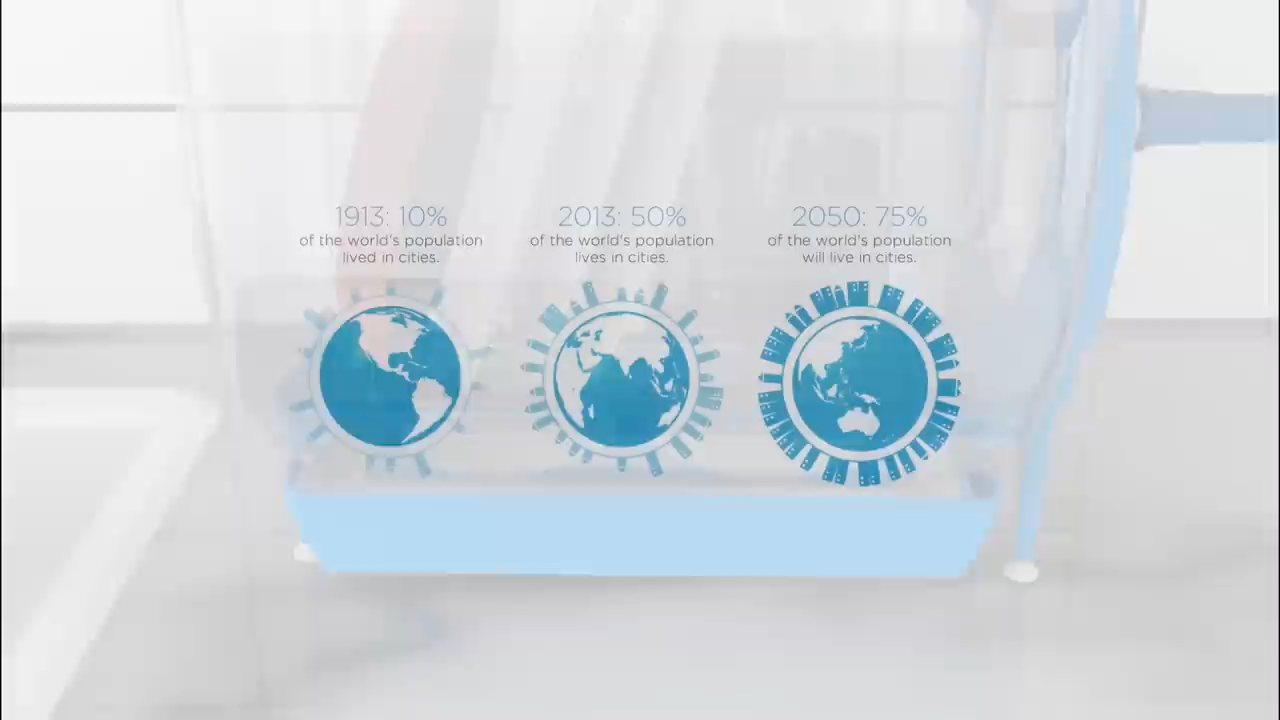 1913: 10%
of the world's population
lived in cities.
2013: 50%
of the world's population
lives in cities.
2050: 75%
of the world's population
will live in cities.